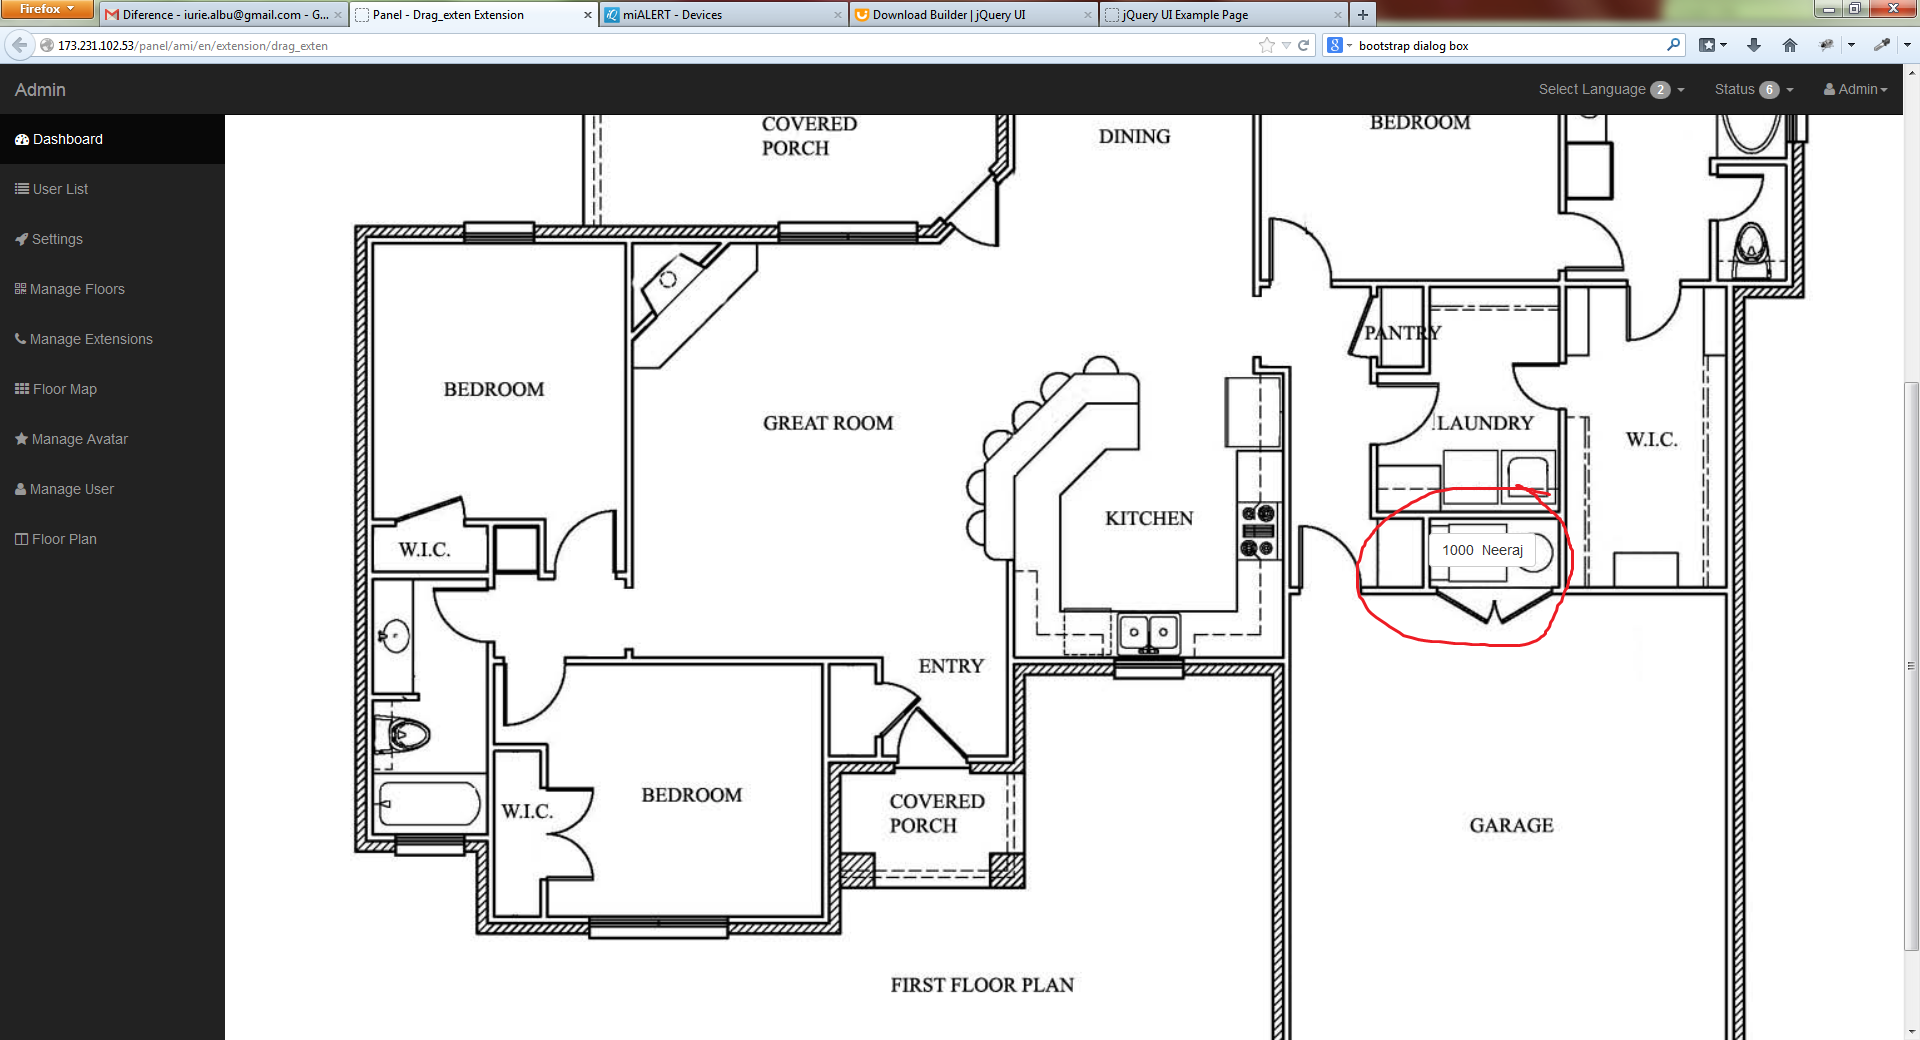 Firefox
Diference - iurie.albu@gmail.com - G...
Panel - Drag_exten Extension
miALERT - Devices
Download Builder | jQuery UI
jQuery UI Example Page
173.231.102.53/panel/ami/en/extension/drag_exten
bootstrap dialog box
Admin
Select Language 2
Status 6
Admin
Dashboard
User List
Settings
Manage Floors
Manage Extensions
Floor Map
Manage Avatar
Manage User
Floor Plan
COVERED
PORCH
DINING
BEDROOM
PANTRY
BEDROOM
GREAT ROOM
LAUNDRY
W.I.C.
KITCHEN
W.I.C.
1000 Neeraj
ENTRY
BEDROOM
W.I.C.
COVERED
PORCH
GARAGE
FIRST FLOOR PLAN